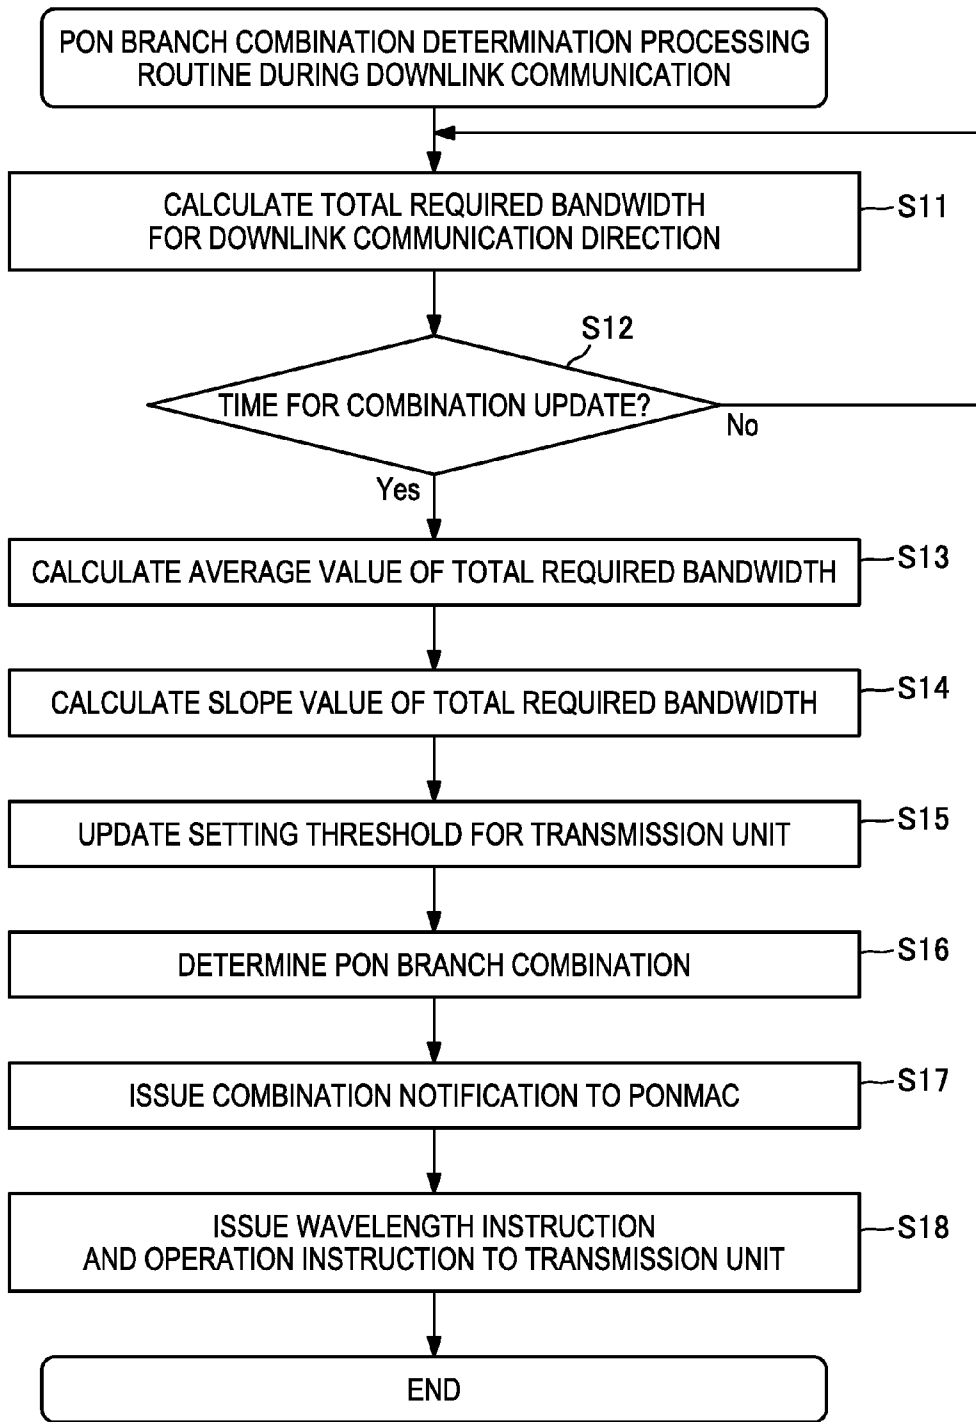 PON BRANCH COMBINATION DETERMINATION PROCESSING
ROUTINE DURING DOWNLINK COMMUNICATION
CALCULATE TOTAL REQUIRED BANDWIDTH
FOR DOWNLINK COMMUNICATION DIRECTION
S11
S12
TIME FOR COMBINATION UPDATE?
No
Yes
CALCULATE AVERAGE VALUE OF TOTAL REQUIRED BANDWIDTH
S13
CALCULATE SLOPE VALUE OF TOTAL REQUIRED BANDWIDTH
S14
UPDATE SETTING THRESHOLD FOR TRANSMISSION UNIT
S15
DETERMINE PON BRANCH COMBINATION
S16
ISSUE COMBINATION NOTIFICATION TO PONMAC
S17
ISSUE WAVELENGTH INSTRUCTION
AND OPERATION INSTRUCTION TO TRANSMISSION UNIT
S18
END